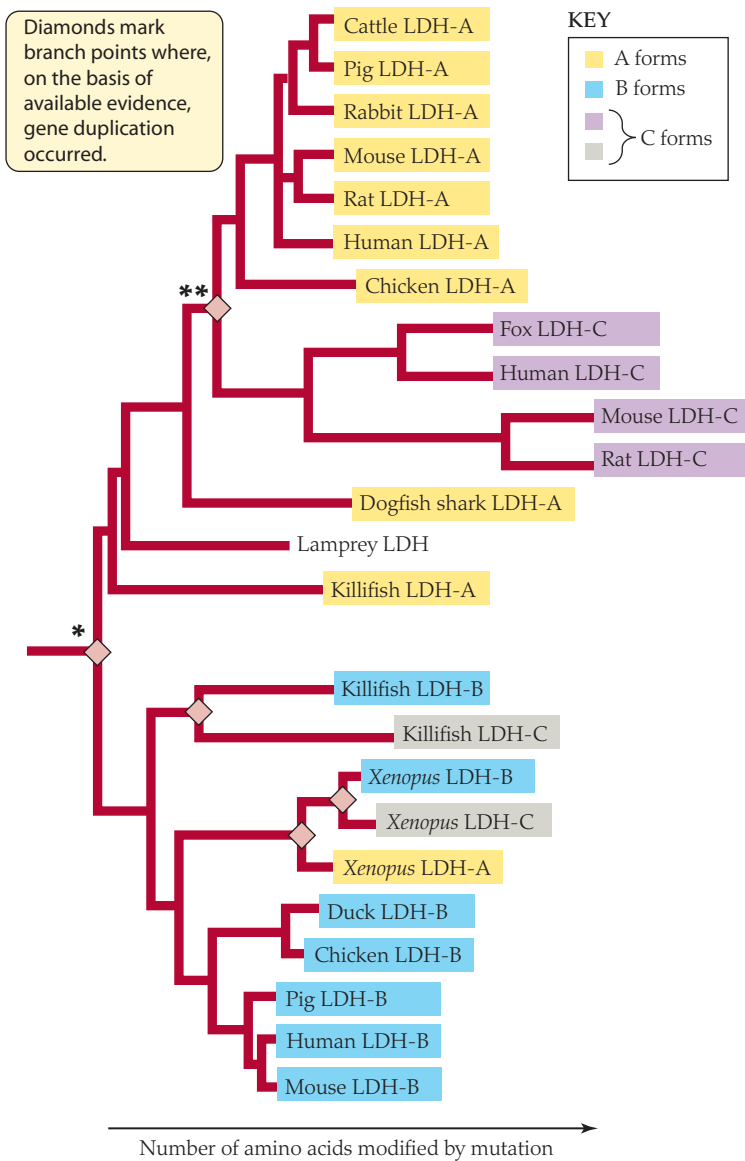 Diamonds mark
branch points where,
on the basis of
available evidence,
gene duplication
occurred.
KEY
A forms
B forms
C forms
Cattle LDH-A
Pig LDH-A
Rabbit LDH-A
Mouse LDH-A
Rat LDH-A
Human LDH-A
Chicken LDH-A
**
Fox LDH-C
Human LDH-C
Mouse LDH-C
Rat LDH-C
Dogfish shark LDH-A
Lamprey LDH
Killifish LDH-A
*
Killifish LDH-B
Killifish LDH-C
Xenopus LDH-B
Xenopus LDH-C
Xenopus LDH-A
Duck LDH-B
Chicken LDH-B
Pig LDH-B
Human LDH-B
Mouse LDH-B
Number of amino acids modified by mutation